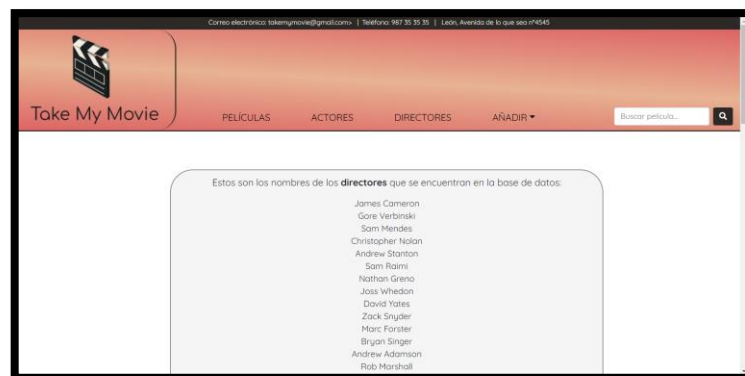 Correo electrónico: takemymovie@gmail.com> | Teléfono: 987 35 35 35 | León, Avenida de lo que sea nº4545
Take My Movie
PELÍCULAS ACTORES DIRECTORES AÑADIR
Buscar película...
Estos son los nombres de los directores que se encuentran en la base de datos:
James Cameron
Gore Verbinski
Sam Mendes
Christopher Nolan
Andrew Stanton
Sam Raimi
Nathan Greno
Joss Whedon
David Yates
Zack Snyder
Marc Forster
Bryan Singer
Andrew Adamson
Rob Marshall